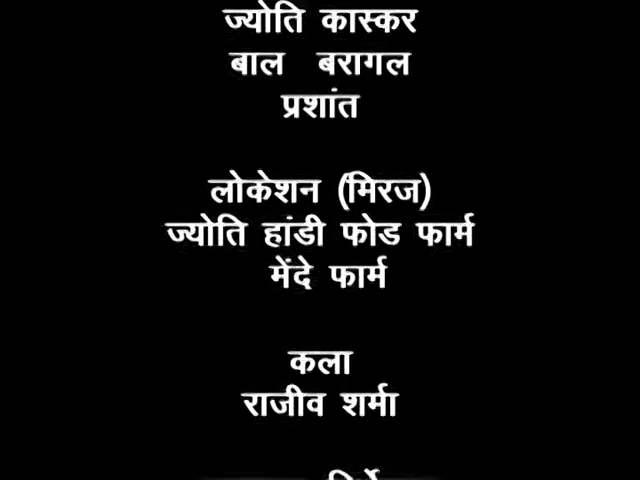 ज्योति कास्कर
बाल बरागल
प्रशांत
लोकेशन (मिरज)
ज्योति हांडी फोड फार्म
मेंदे फार्म
कला
राजीव शर्मा